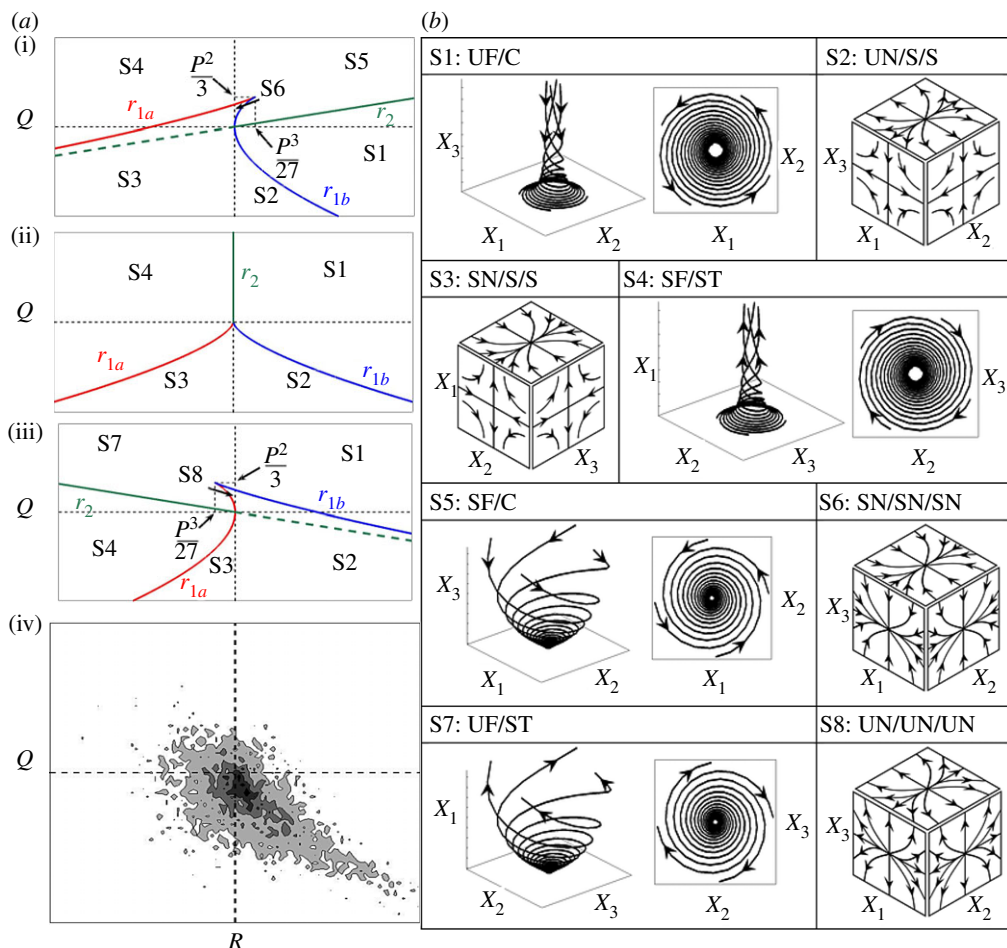 (a)
(i)
S4
P²/3
S6
S5
r1a
r2
Q
S3
P³/27
S1
S2
r1b
(ii)
S4
r2
S1
Q
r1a
S3
S2
r1b
(iii)
S7
S8
P²/3
S1
r2
r1b
Q
P³/27
S4
S3
S2
r1a
(iv)
Q
R
(b)
S1: UF/C
X3
X1
X2
X2
X1
S2: UN/S/S
X3
X1
X2
S3: SN/S/S
X1
X2
X3
S4: SF/ST
X1
X2
X3
X3
X2
S5: SF/C
X3
X1
X2
X2
X1
S6: SN/SN/SN
X3
X1
X2
S7: UF/ST
X1
X2
X3
X3
X2
S8: UN/UN/UN
X3
X1
X2